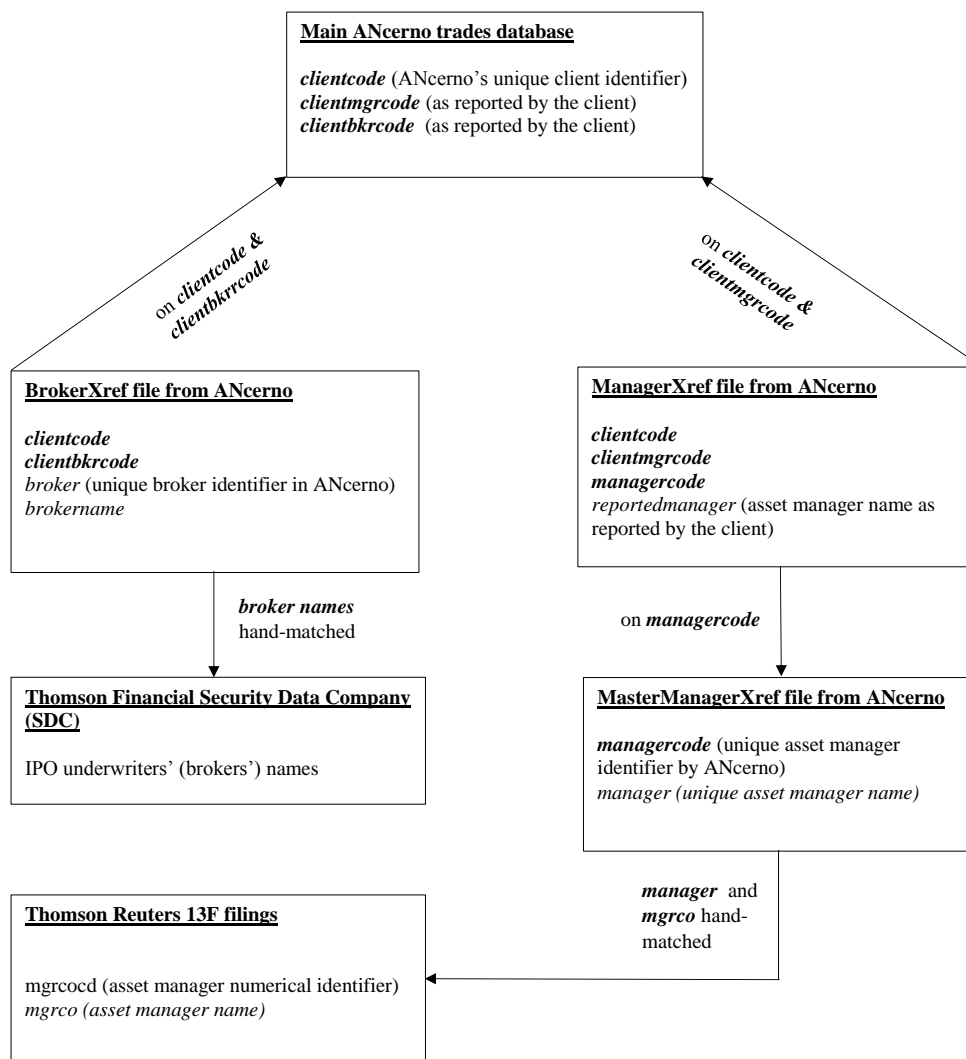 Main ANcerno trades database
clientcode (ANcerno's unique client identifier)
clientmgrcode (as reported by the client)
clientbkrcode (as reported by the client)
on clientcode &
clientbkrrcode
on clientcode &
clientmgrcode
BrokerXref file from ANcerno
clientcode
clientbkrcode
broker (unique broker identifier in ANcerno)
brokername
ManagerXref file from ANcerno
clientcode
clientmgrcode
managercode
reportedmanager (asset manager name as
reported by the client)
broker names
hand-matched
on managercode
Thomson Financial Security Data Company
(SDC)
IPO underwriters' (brokers') names
MasterManagerXref file from ANcerno
managercode (unique asset manager
identifier by ANcerno)
manager (unique asset manager name)
manager and
mgrco hand-
matched
Thomson Reuters 13F filings
mgrcocd (asset manager numerical identifier)
mgrco (asset manager name)